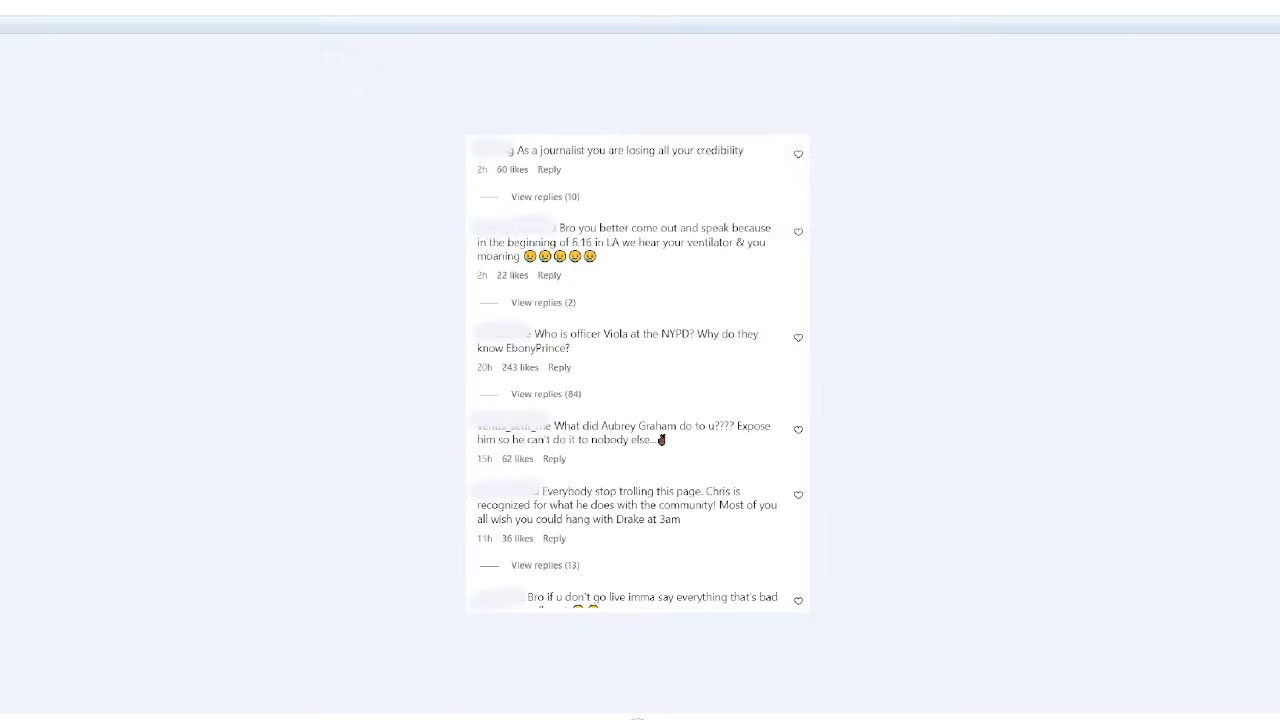 As a journalist you are losing all your credibility
2h 60 likes Reply
View replies (10)
Bro you better come out and speak because
in the beginning of 6.16 in LA we hear your ventilator & you
moaning 😢😢😢😢😢
2h 22 likes Reply
View replies (2)
Who is officer Viola at the NYPD? Why do they
know EbonyPrince?
20h 243 likes Reply
View replies (84)
What did Aubrey Graham do to u???? Expose
him so he can't do it to nobody else...
15h 62 likes Reply
Everybody stop trolling this page. Chris is
recognized for what he does with the community! Most of you
all wish you could hang with Drake at 3am
11h 36 likes Reply
View replies (13)
Bro if u don't go live imma say everything that's bad